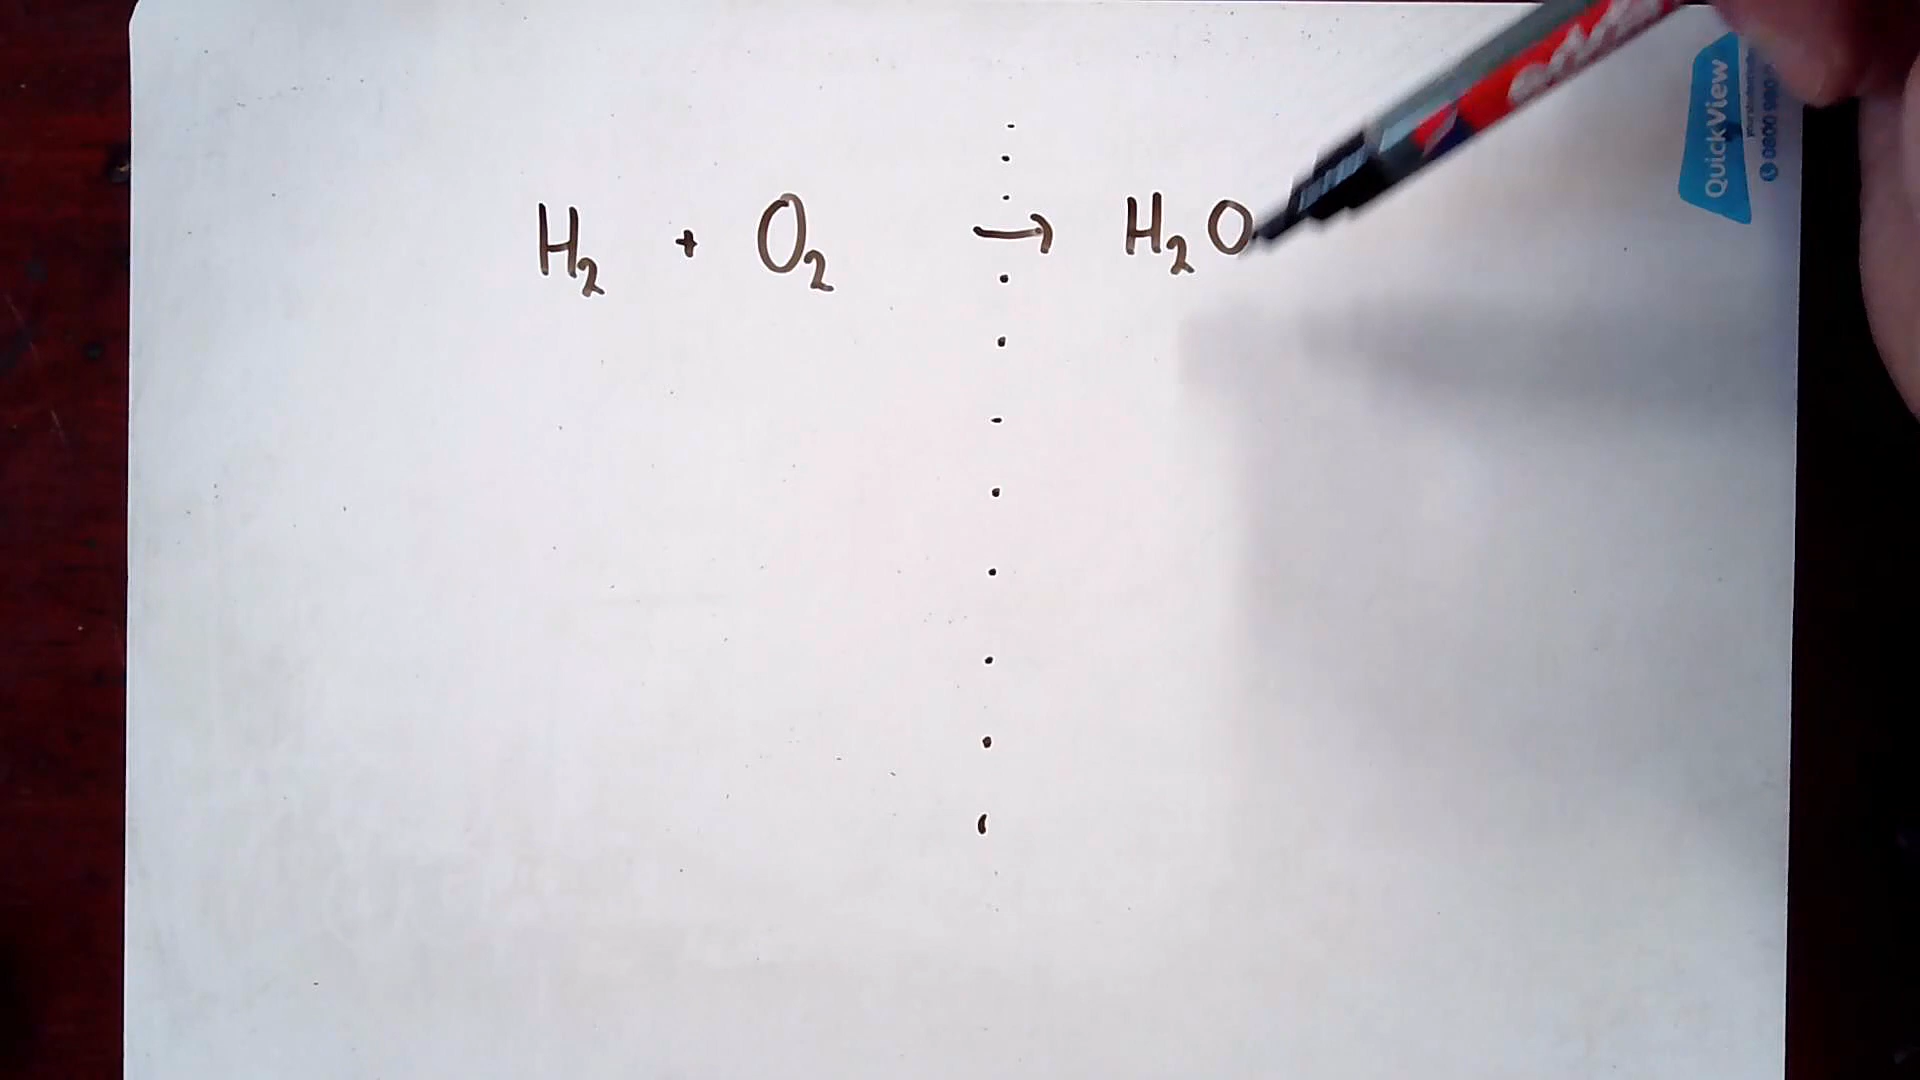 H₂ + O₂ → H₂O
QuickView